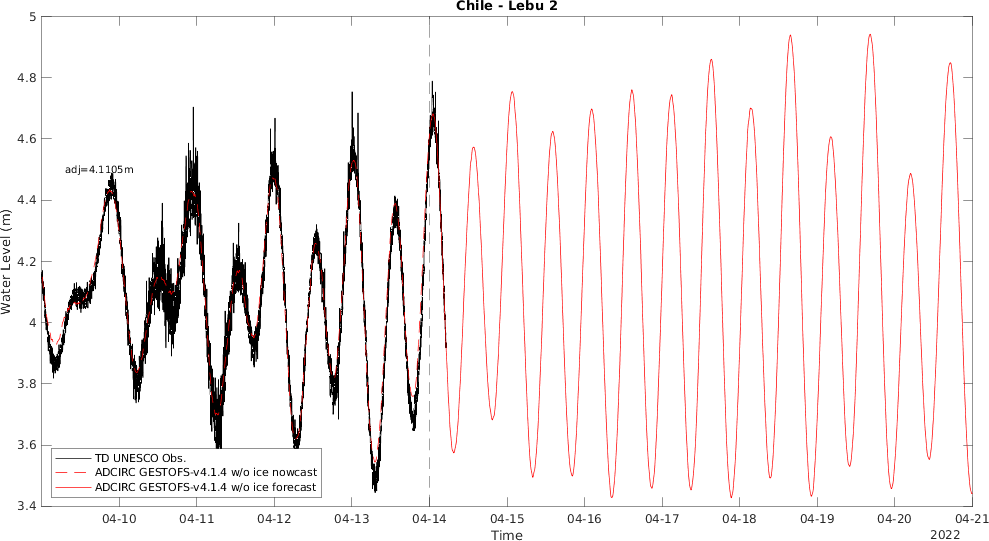 Chile - Lebu 2
5
4.8
4.6
4.4
4.2
4
3.8
3.6
3.4
Water Level (m)
adj=4.1105m
TD UNESCO Obs.
ADCIRC GESTOFS-v4.1.4 w/o ice nowcast
ADCIRC GESTOFS-v4.1.4 w/o ice forecast
04-10 04-11 04-12 04-13 04-14 04-15 04-16 04-17 04-18 04-19 04-20 04-21
Time
2022